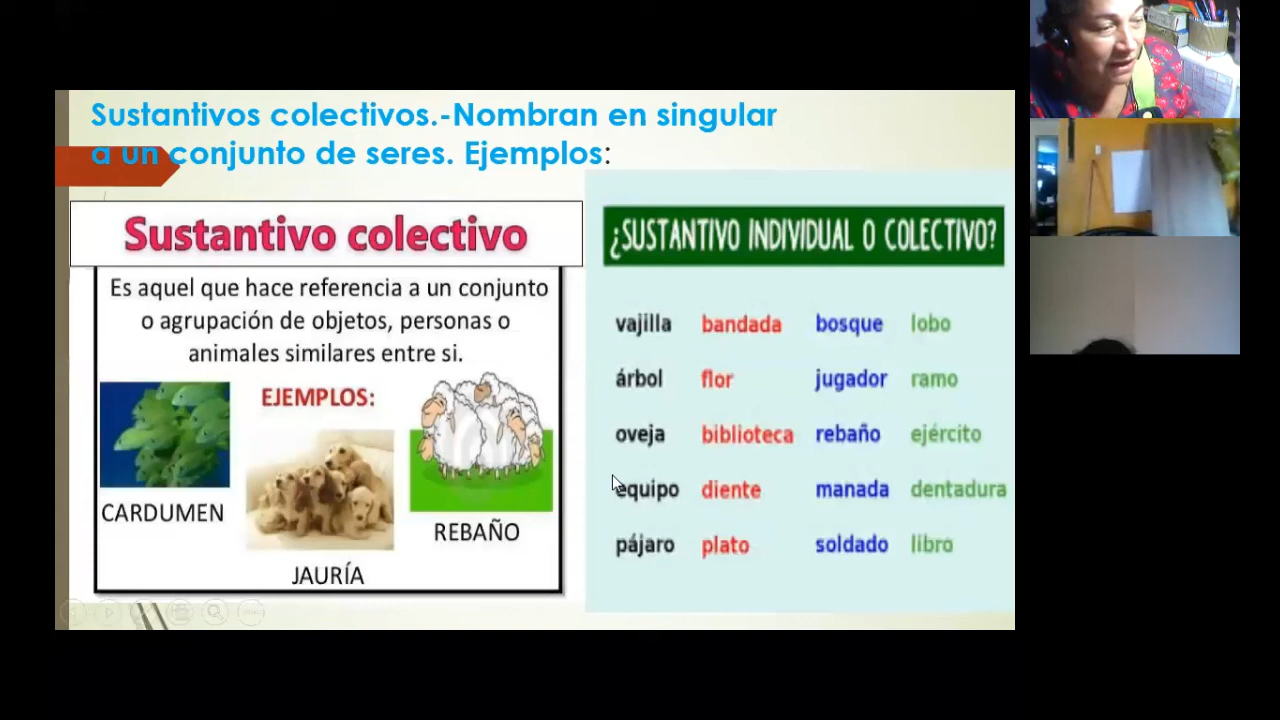 Sustantivos colectivos.-Nombran en singular
a un conjunto de seres. Ejemplos:
Sustantivo colectivo
Es aquel que hace referencia a un conjunto
o agrupación de objetos, personas o
animales similares entre si.
EJEMPLOS:
CARDUMEN
REBAÑO
JAURÍA
¿SUSTANTIVO INDIVIDUAL O COLECTIVO?
vajilla bandada bosque lobo
árbol flor jugador ramo
oveja biblioteca rebaño ejército
equipo diente manada dentadura
pájaro plato soldado libro